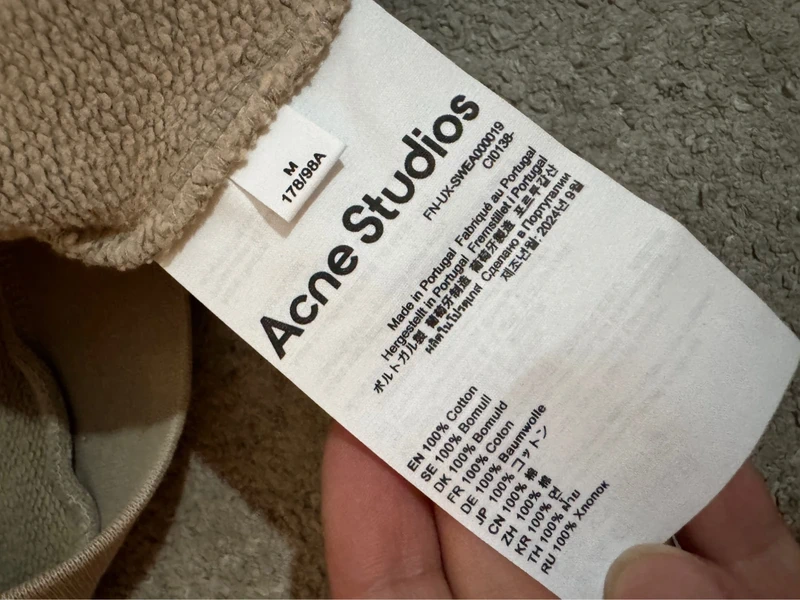 M
178/98A
Acne Studios
FN-UX-SWEA000019
CI0138-
Made in Portugal Fabriqué au Portugal
Hergestellt in Portugal Fremstillet i Portugal
ポルトガル製 葡萄牙制造 葡萄牙製造 포르투갈산
ผลิตในโปรตุเกส Сделано в Португалии
제조년월: 2024년 9월
EN 100% Cotton
SE 100% Bomull
DK 100% Bomuld
FR 100% Coton
DE 100% Baumwolle
JP 100% コットン
CN 100% 棉
ZH 100% 棉
KR 100% 면
TH 100% ฝ้าย
RU 100% Хлопок